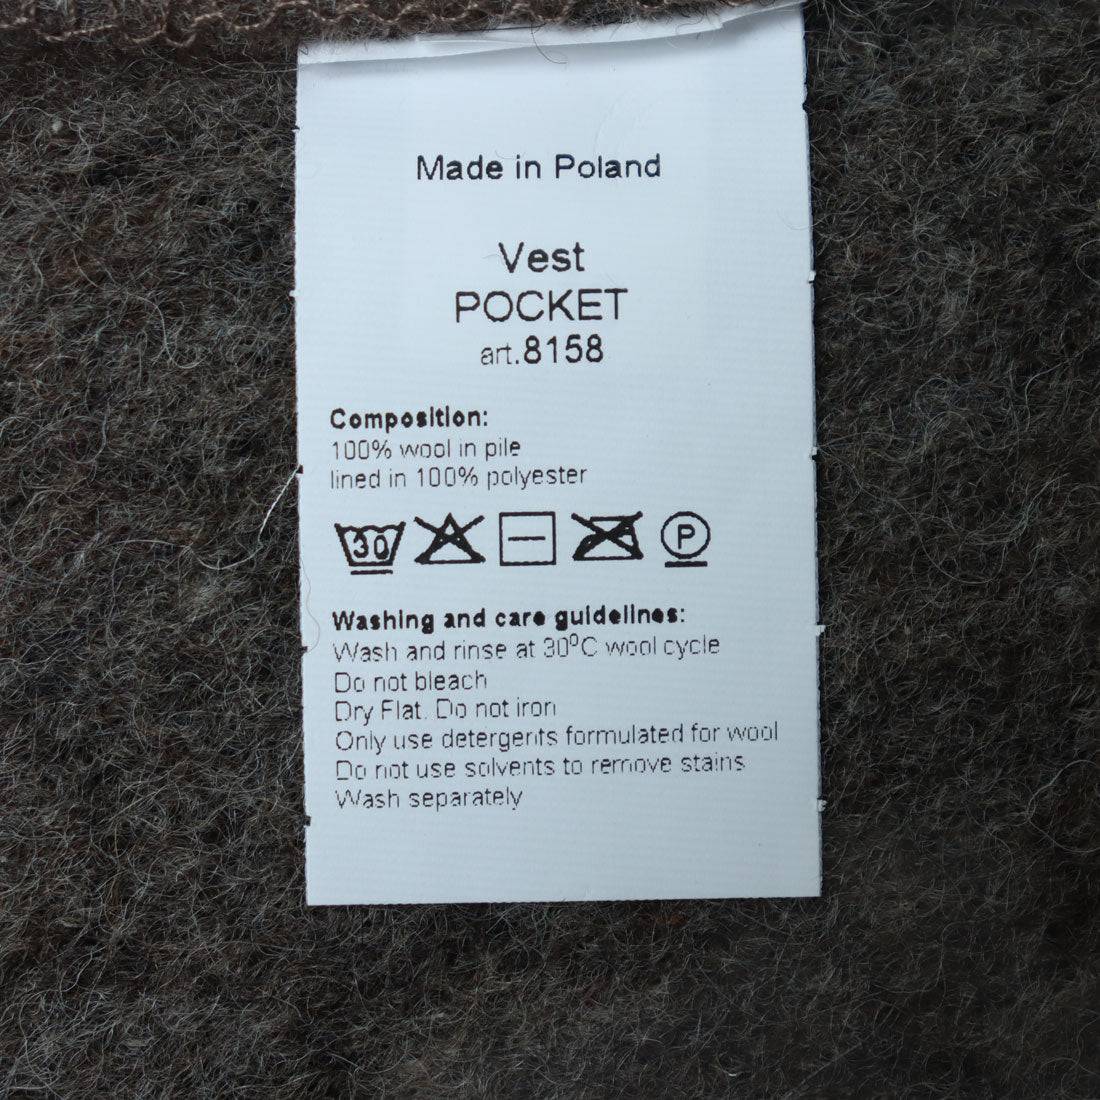 Made in Poland
Vest
POCKET
art.8158
Composition:
100% wool in pile
lined in 100% polyester
30 P
Washing and care guidelines:
Wash and rinse at 30°C wool cycle
Do not bleach
Dry Flat. Do not iron
Only use detergents formulated for wool
Do not use solvents to remove stains
Wash separately